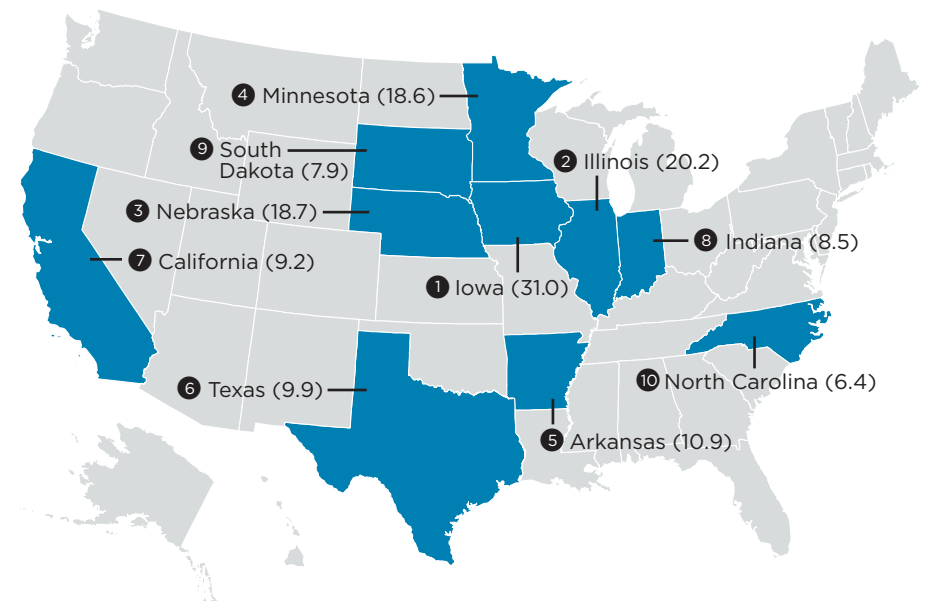 4 Minnesota (18.6)
9 South
Dakota (7.9)
2 Illinois (20.2)
3 Nebraska (18.7)
8 Indiana (8.5)
7 California (9.2)
1 Iowa (31.0)
6 Texas (9.9)
10 North Carolina (6.4)
5 Arkansas (10.9)